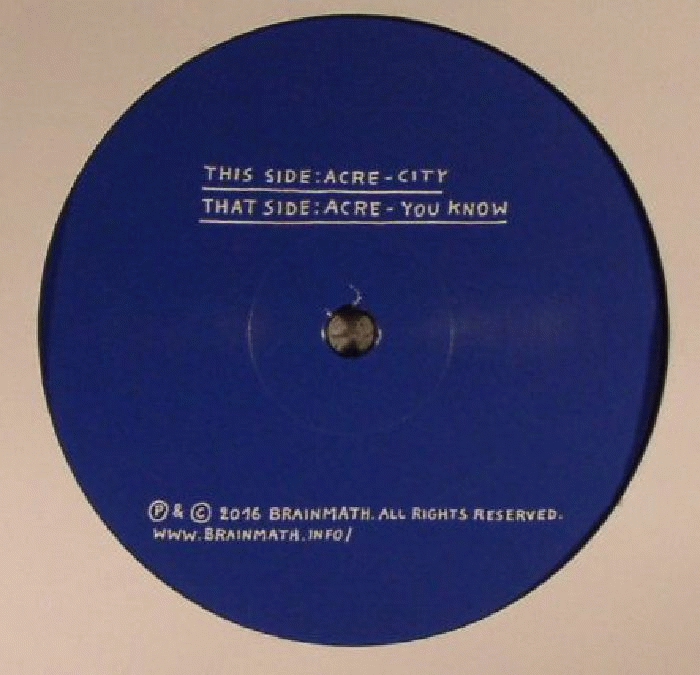 THIS SIDE: ACRE - CITY
THAT SIDE: ACRE - YOU KNOW
Ⓟ & © 2016 BRAINMATH. ALL RIGHTS RESERVED.
WWW.BRAINMATH.INFO/